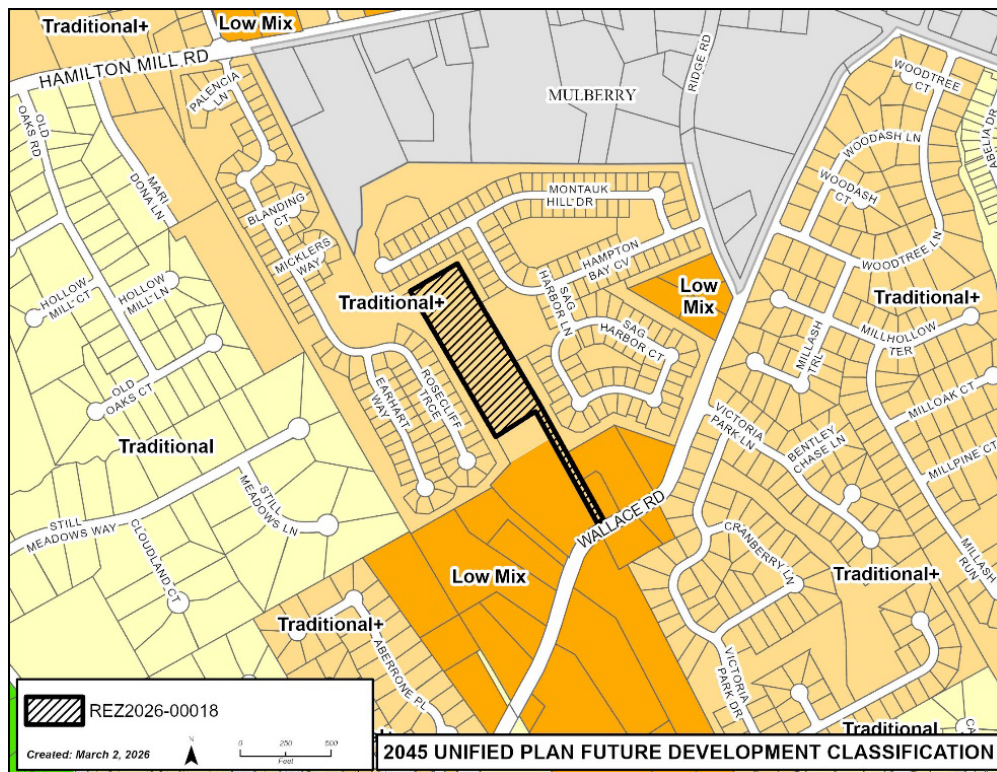 Traditional+
Low Mix
HAMILTON MILL RD
PALENCIA
LN
OLD
OAKS RD
MARI
DONA LN
MULBERRY
RIDGE RD
WOODTREE
CT
WOODASH LN
WOODASH
CT
ABELIA DR
WOODTREE LN
BLANDING
CT
MICKLERS
WAY
MONTAUK
HILL DR
HAMPTON
BAY CV
SAG
HARBOR LN
SAG
HARBOR CT
Low
Mix
Traditional+
HOLLOW
MILL CT
HOLLOW
MILL LN
Traditional+
MILLASH
TRL
MILLHOLLOW
TER
OLD
OAKS CT
EARHART
WAY
ROSECLIFF
TRCE
MILLOAK CT
Traditional
VICTORIA
PARK LN
BENTLEY
CHASE LN
MILLPINE CT
STILL
MEADOWS WAY
STILL
MEADOWS LN
CLOUDLAND CT
WALLACE RD
CRANBERRY LN
MILLASH
RUN
Low Mix
Traditional+
Traditional+
ABERRONE PL
VICTORIA
PARK DR
Traditional
CA
REZ2026-00018
Created: March 2, 2026
N
0 250 500
Feet
2045 UNIFIED PLAN FUTURE DEVELOPMENT CLASSIFICATION